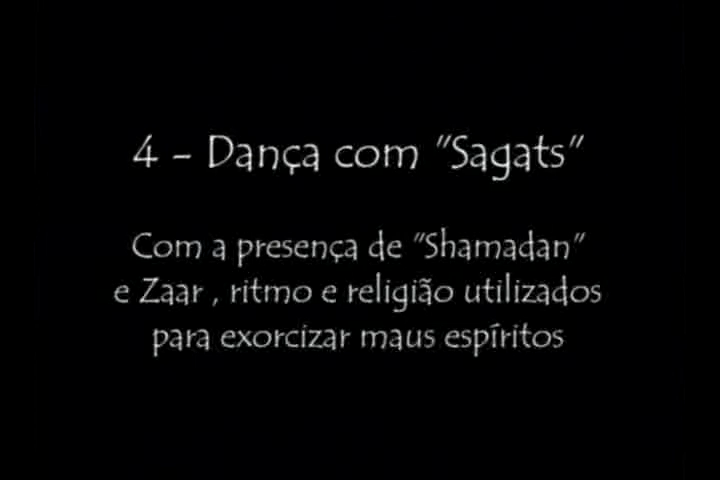 4 - Dança com "Sagats"
Com a presença de "Shamadan"
e Zaar , ritmo e religião utilizados
para exorcizar maus espíritos